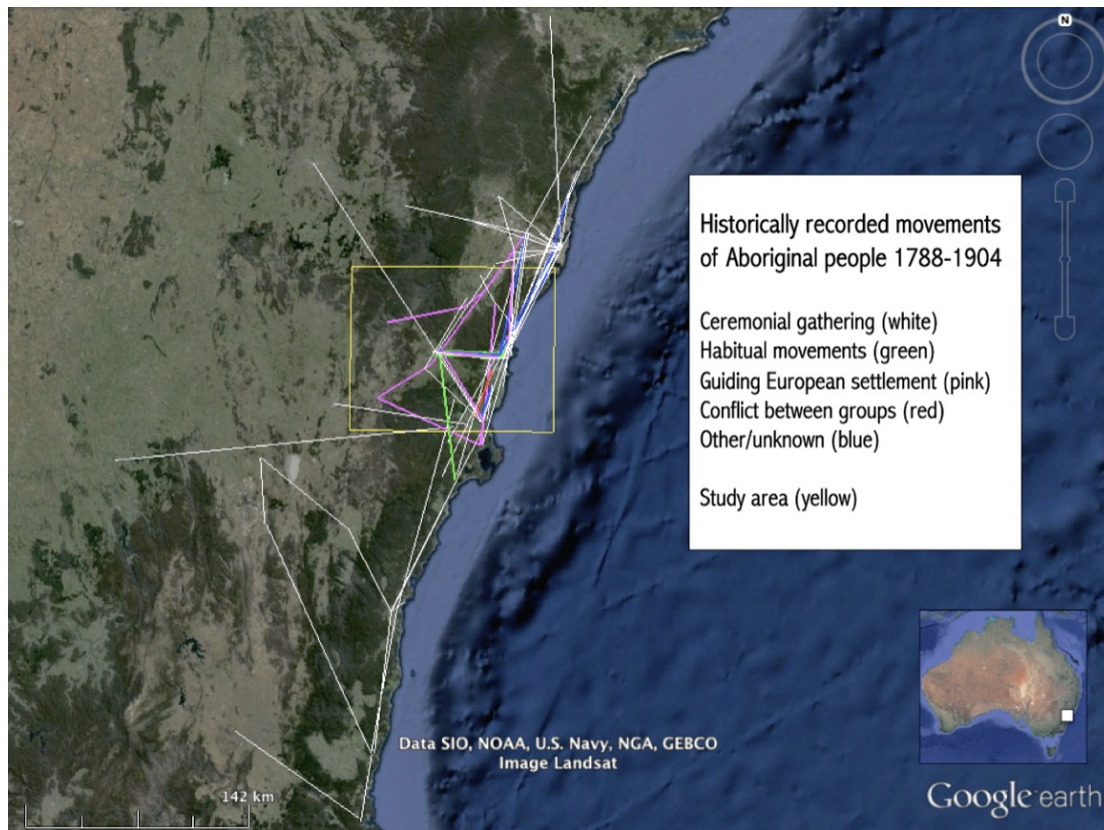 N
Historically recorded movements
of Aboriginal people 1788-1904
Ceremonial gathering (white)
Habitual movements (green)
Guiding European settlement (pink)
Conflict between groups (red)
Other/unknown (blue)
Study area (yellow)
Data SIO, NOAA, U.S. Navy, NGA, GEBCO
Image Landsat
142 km
Google earth